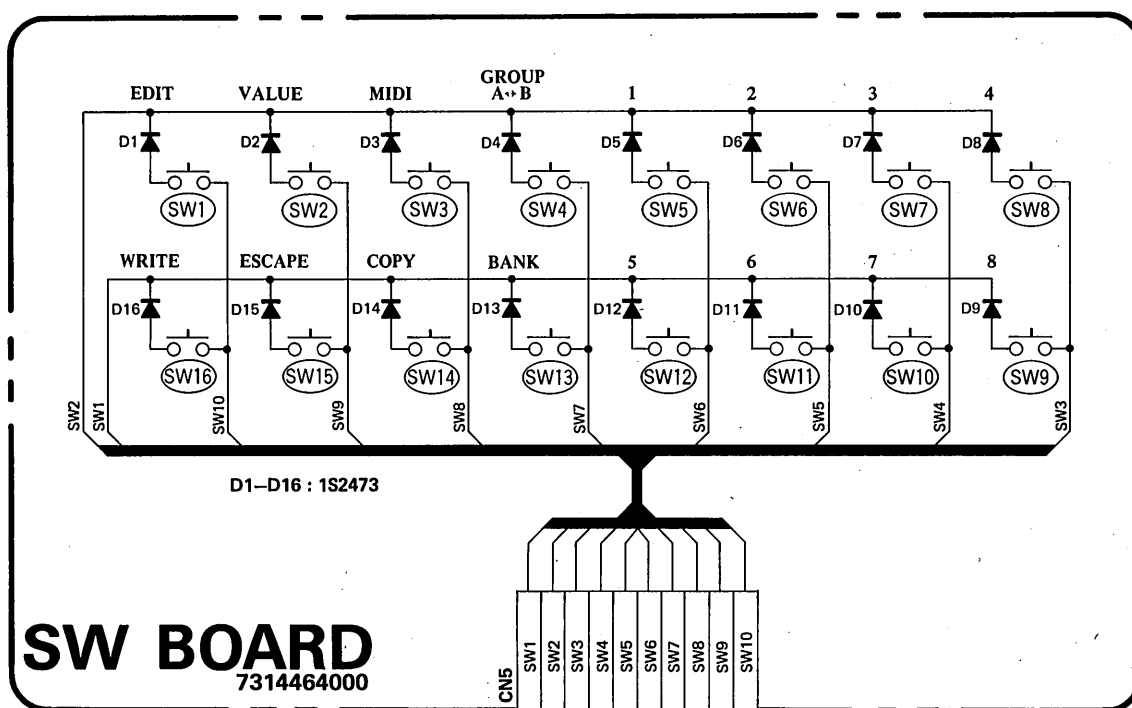 GROUP
EDIT VALUE MIDI A↔B 1 2 3 4
D1 D2 D3 D4 D5 D6 D7 D8
SW1 SW2 SW3 SW4 SW5 SW6 SW7 SW8
WRITE ESCAPE COPY BANK 5 6 7 8
D16 D15 D14 D13 D12 D11 D10 D9
SW16 SW15 SW14 SW13 SW12 SW11 SW10 SW9
SW2 SW1 SW10 SW9 SW8 SW7 SW6 SW5 SW4 SW3
D1–D16 : 1S2473
SW BOARD
7314464000
CN5 SW1 SW2 SW3 SW4 SW5 SW6 SW7 SW8 SW9 SW10